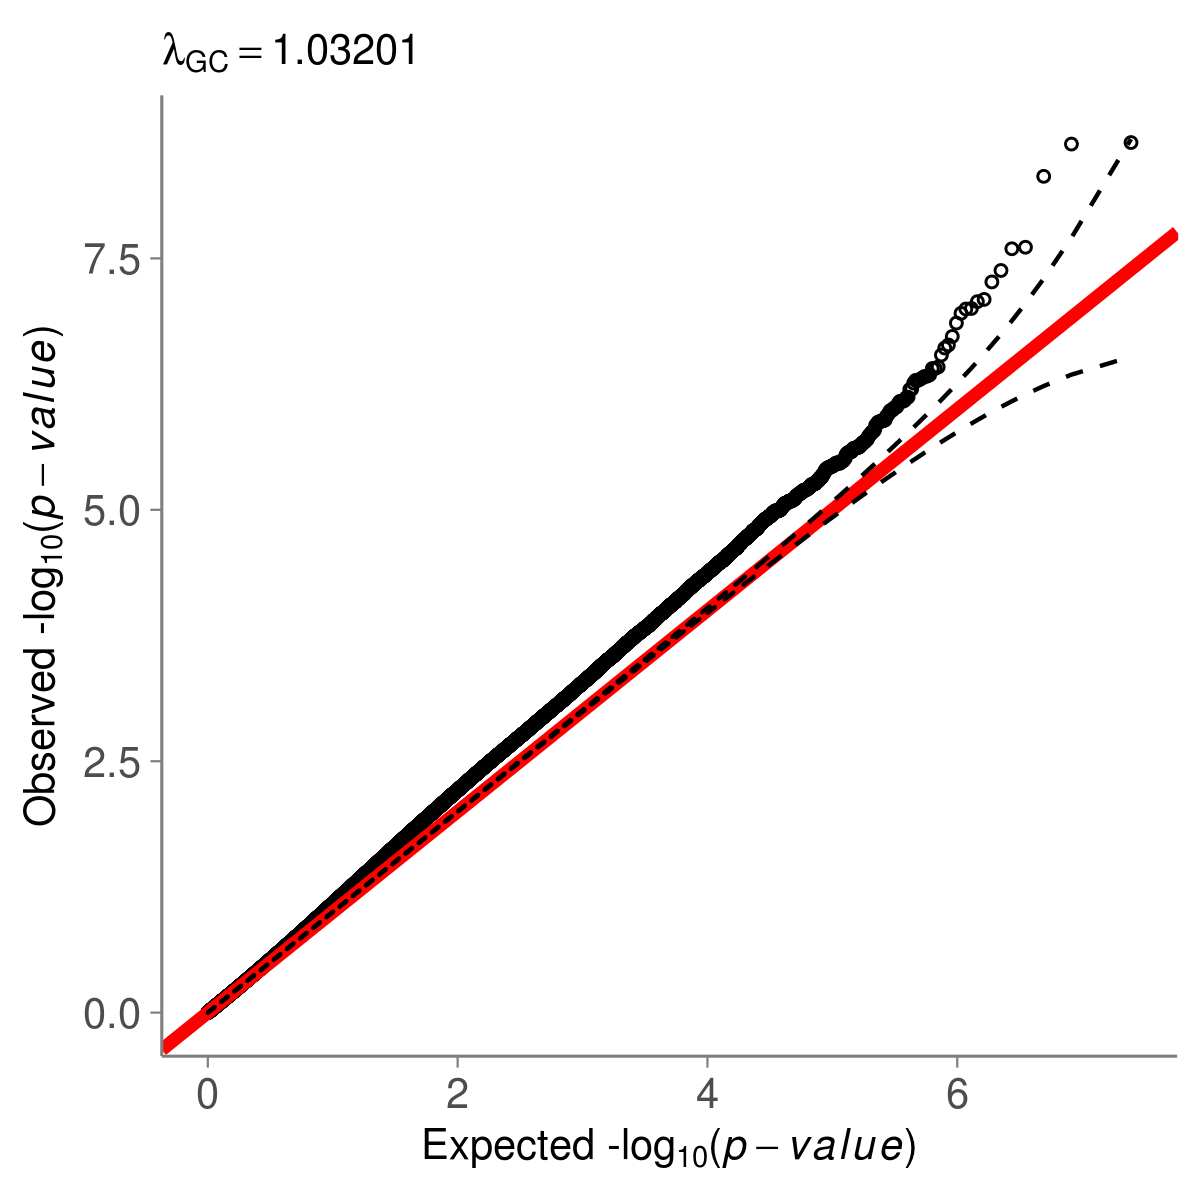 λGC = 1.03201
7.5
5.0
2.5
0.0
Observed -log10(p − value)
0 2 4 6
Expected -log10(p − value)